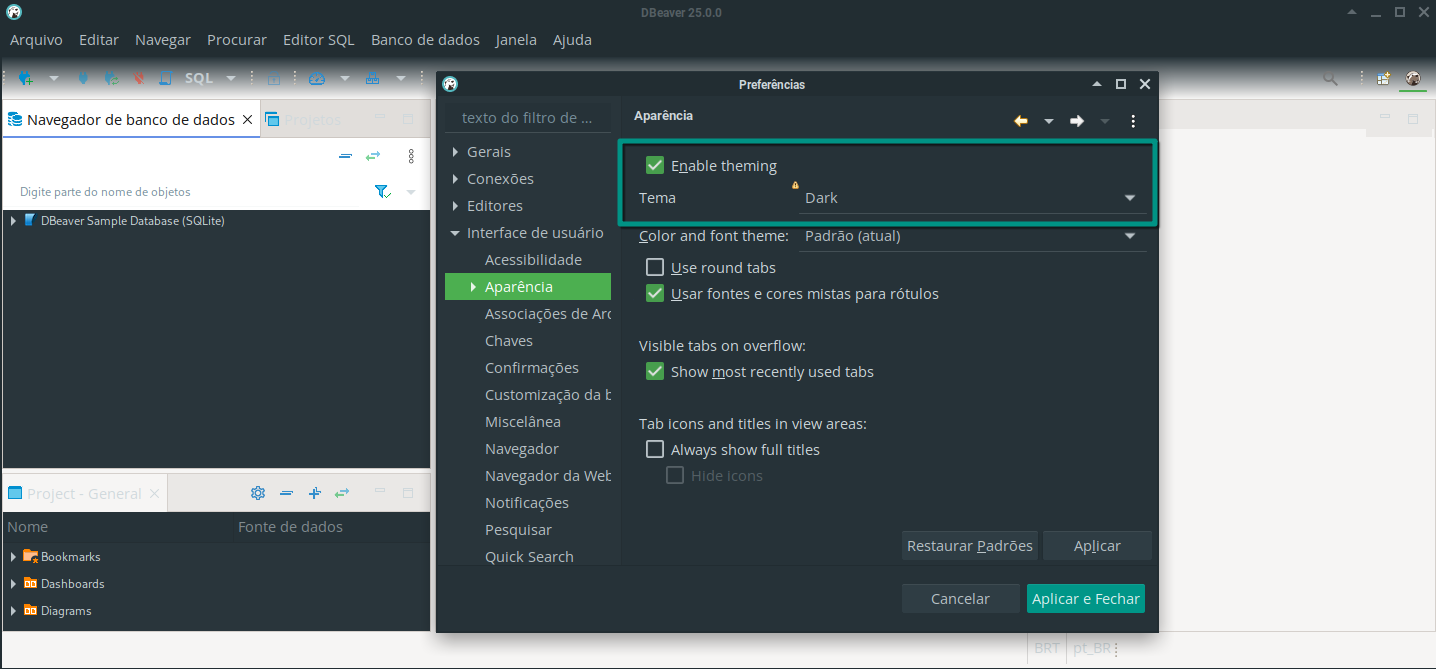 DBeaver 25.0.0
Arquivo Editar Navegar Procurar Editor SQL Banco de dados Janela Ajuda
SQL
Navegador de banco de dados
Projetos
Digite parte do nome de objetos
DBeaver Sample Database (SQLite)
Project - General
Nome Fonte de dados
Bookmarks
Dashboards
Diagrams
Preferências
texto do filtro de ...
Gerais
Conexões
Editores
Interface de usuário
Acessibilidade
Aparência
Associações de Arc
Chaves
Confirmações
Customização da b
Miscelânea
Navegador
Navegador da Web
Notificações
Pesquisar
Quick Search
Aparência
Enable theming
Tema Dark
Color and font theme: Padrão (atual)
Use round tabs
Usar fontes e cores mistas para rótulos
Visible tabs on overflow:
Show most recently used tabs
Tab icons and titles in view areas:
Always show full titles
Hide icons
Restaurar Padrões Aplicar
Cancelar Aplicar e Fechar
BRT pt_BR